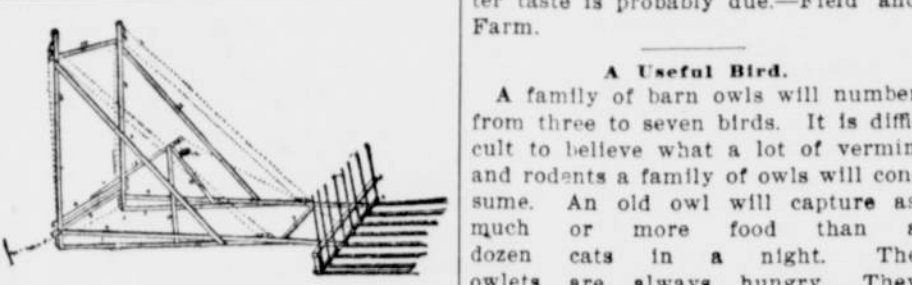 ter taste is probably due.—Field and
Farm.
A Useful Bird.
A family of barn owls will number
from three to seven birds. It is diffi-
cult to believe what a lot of vermin
and rodents a family of owls will con-
sume. An old owl will capture as
much or more food than a
dozen cats in a night. The
owlets are always hungry. They